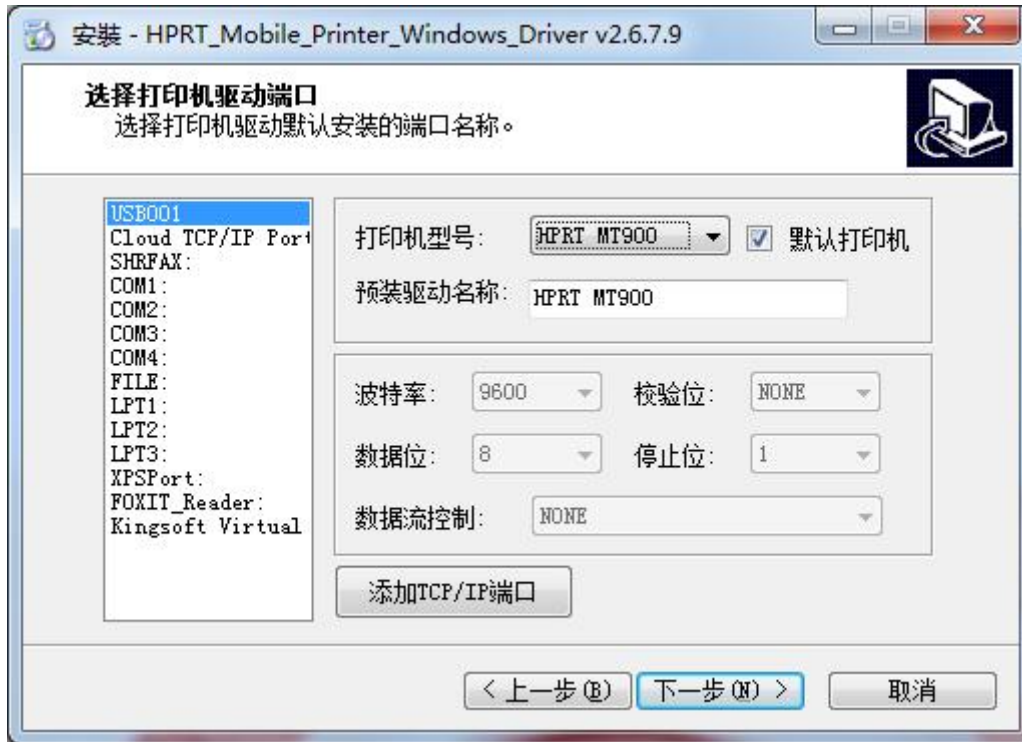 安裝 - HPRT_Mobile_Printer_Windows_Driver v2.6.7.9
选择打印机驱动端口
选择打印机驱动默认安装的端口名称。
USB001
Cloud TCP/IP Port
SHRFAX:
COM1:
COM2:
COM3:
COM4:
FILE:
LPT1:
LPT2:
LPT3:
XPSPort:
FOXIT_Reader:
Kingsoft Virtual
打印机型号: HPRT MT900 默认打印机
预装驱动名称: HPRT MT900
波特率: 9600 校验位: NONE
数据位: 8 停止位: 1
数据流控制: NONE
添加TCP/IP端口
< 上一步(B) 下一步(N) > 取消